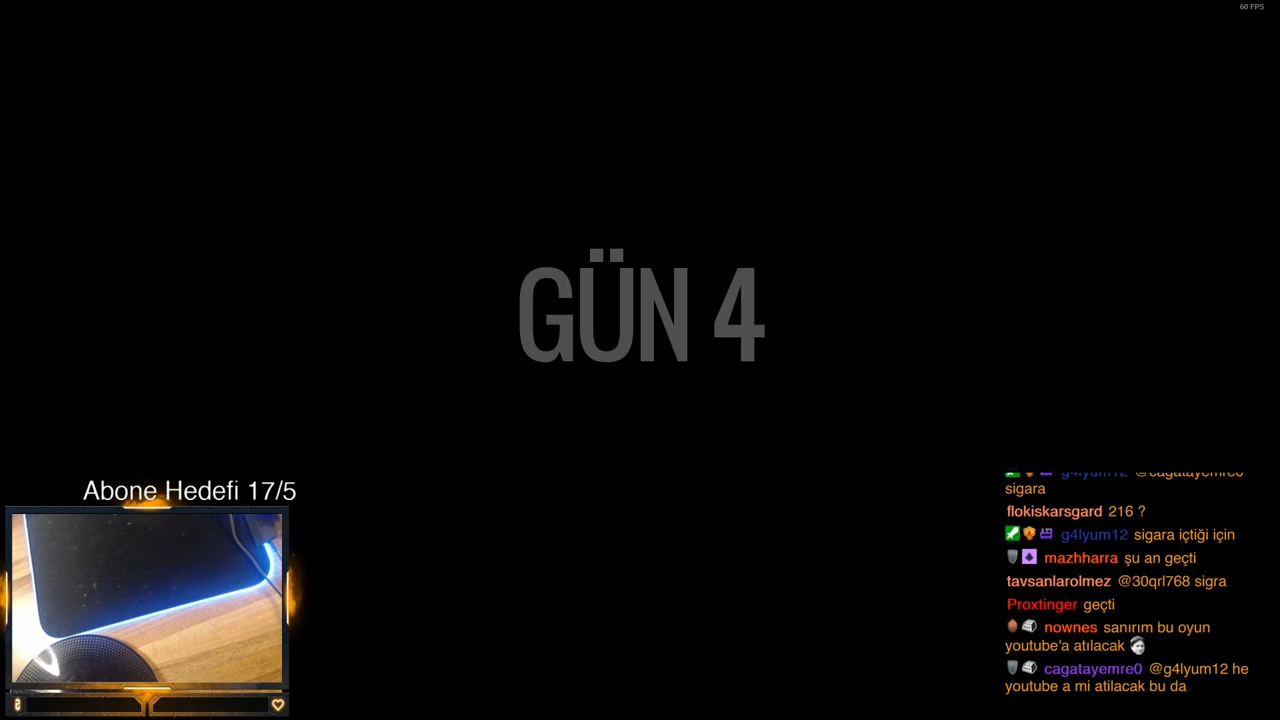 60 FPS
GÜN 4
Abone Hedefi 17/5
g4lyum12 @cagatayemre0
sigara
flokiskarsgard 216 ?
g4lyum12 sigara içtiği için
mazhharra şu an geçti
tavsanlarolmez @30qrl768 sigra
Proxtinger geçti
nownes sanırım bu oyun
youtube'a atılacak
cagatayemre0 @g4lyum12 he
youtube a mi atilacak bu da